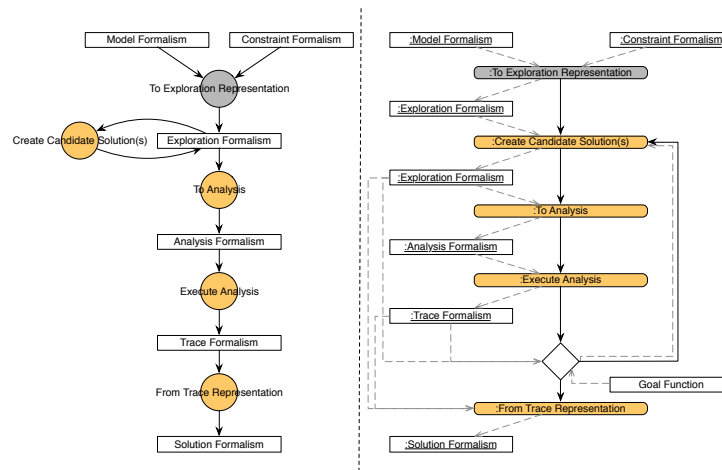 Model Formalism
Constraint Formalism
To Exploration Representation
Create Candidate Solution(s)
Exploration Formalism
To Analysis
Analysis Formalism
Execute Analysis
Trace Formalism
From Trace Representation
Solution Formalism
:Model Formalism
:Constraint Formalism
:To Exploration Representation
:Exploration Formalism
:Create Candidate Solution(s)
:Exploration Formalism
:To Analysis
:Analysis Formalism
:Execute Analysis
:Trace Formalism
Goal Function
:From Trace Representation
:Solution Formalism